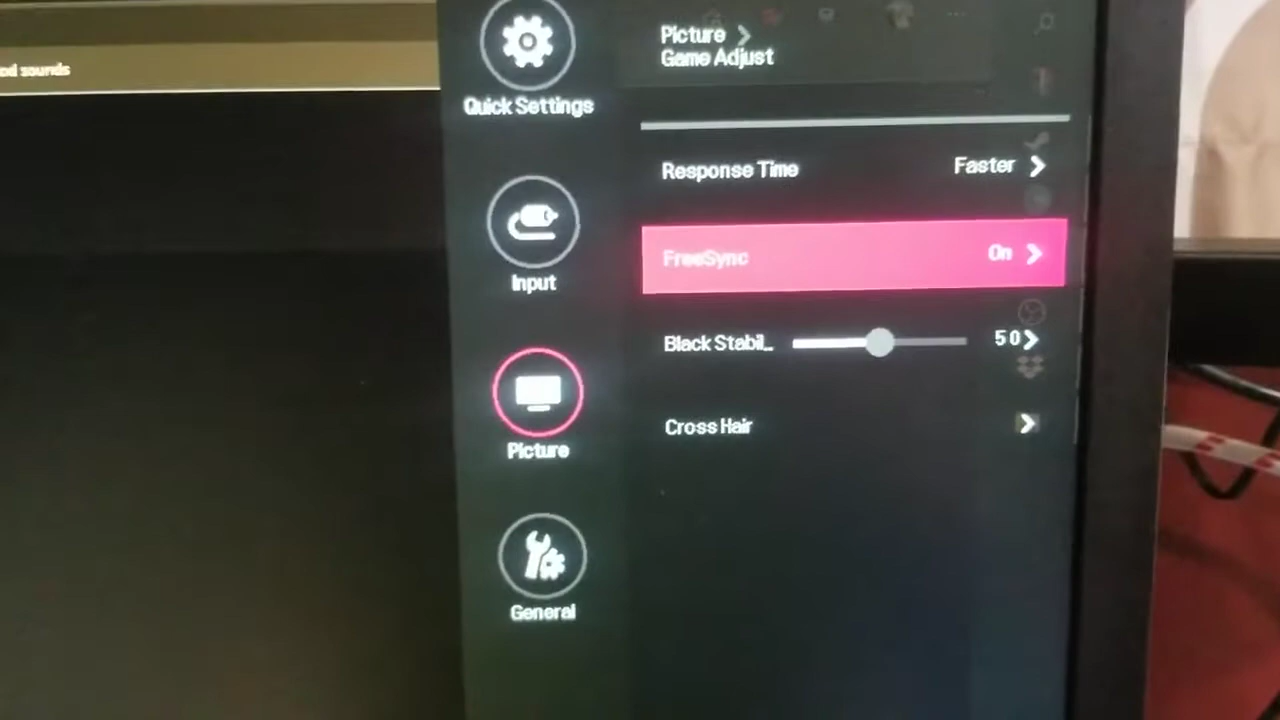 od sounds
Quick Settings
Input
Picture
General
Picture >
Game Adjust
Response Time Faster >
FreeSync On >
Black Stabil... 50 >
Cross Hair >